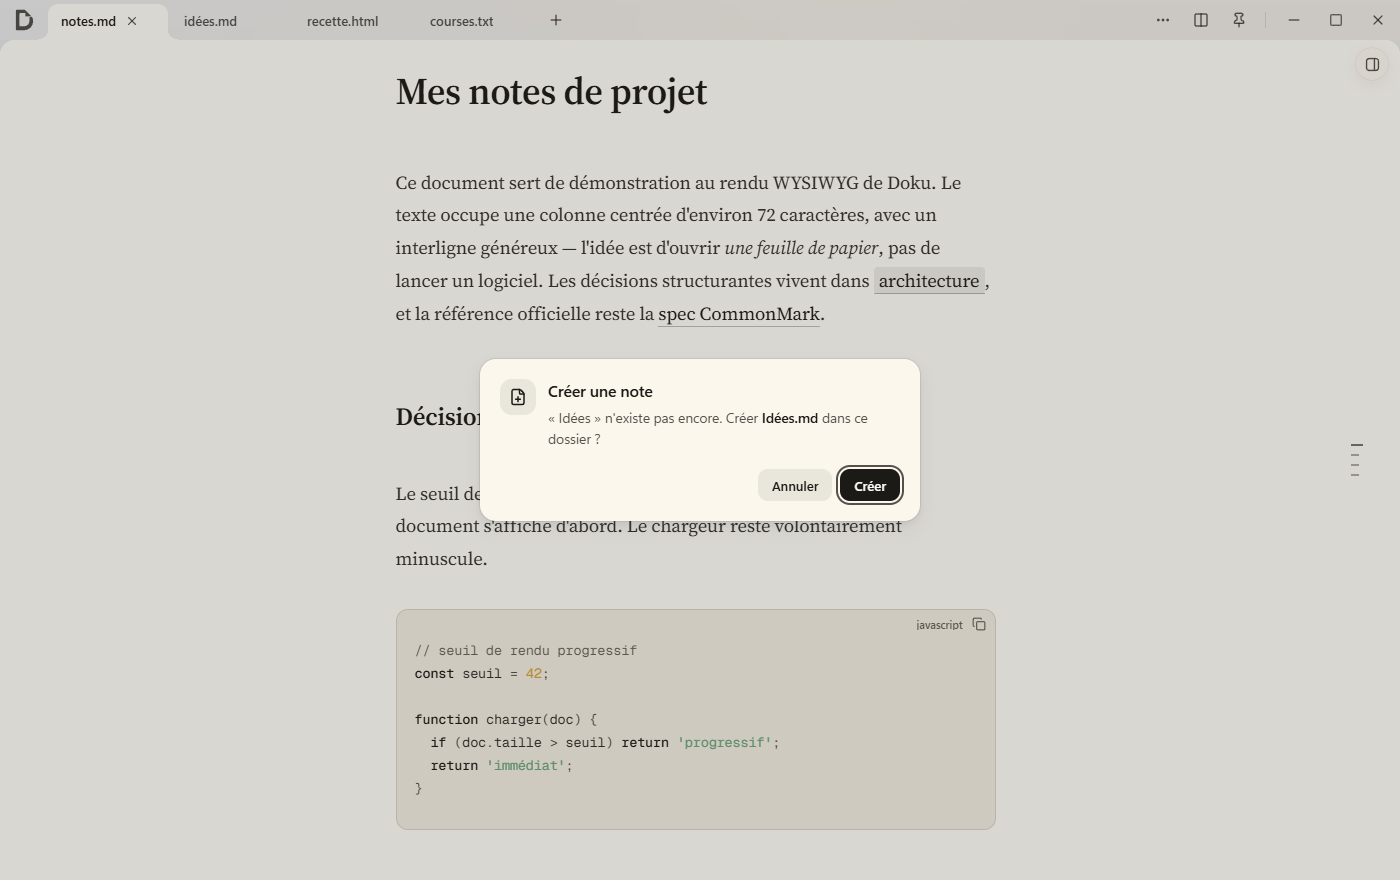 notes.md
idées.md
recette.html
courses.txt
Mes notes de projet
Ce document sert de démonstration au rendu WYSIWYG de Doku. Le
texte occupe une colonne centrée d'environ 72 caractères, avec un
interligne généreux — l'idée est d'ouvrir une feuille de papier, pas de
lancer un logiciel. Les décisions structurantes vivent dans architecture ,
et la référence officielle reste la spec CommonMark.
Créer une note
« Idées » n'existe pas encore. Créer Idées.md dans ce
dossier ?
Annuler
Créer
Le seuil
document s'affiche d'abord. Le chargeur reste volontairement
minuscule.
javascript
// seuil de rendu progressif
const seuil = 42;
function charger(doc) {
  if (doc.taille > seuil) return 'progressif';
  return 'immédiat';
}